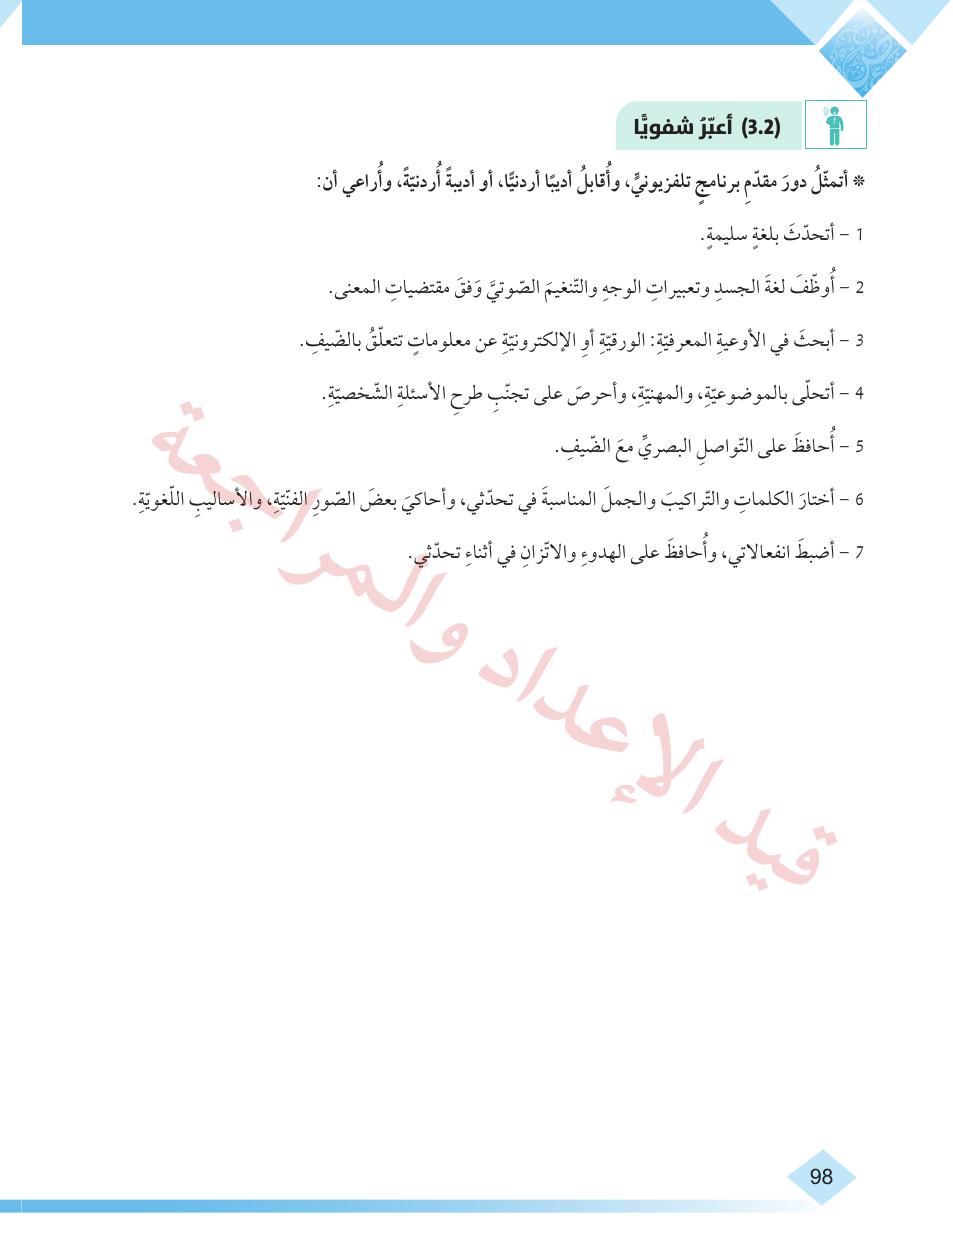 (3.2) أعبّرُ شفويًّا
* أتمثّلُ دورَ مقدّمِ برنامجٍ تلفزيونيٍّ، وأُقابلُ أديبًا أردنيًّا، أو أديبةً أُردنيّةً، وأُراعي أن:
1 – أتحدّثَ بلغةٍ سليمةٍ.
2 – أُوظّفَ لغةَ الجسدِ وتعبيراتِ الوجهِ والتّنغيمَ الصّوتيَّ وَفقَ مقتضياتِ المعنى.
3 – أبحثَ في الأوعيةِ المعرفيّةِ: الورقيّةِ أوِ الإلكترونيّةِ عن معلوماتٍ تتعلّقُ بالضّيفِ.
4 – أتحلّى بالموضوعيّةِ، والمهنيّةِ، وأحرصَ على تجنّبِ طرحِ الأسئلةِ الشّخصيّةِ.
5 – أُحافظَ على التّواصلِ البصريِّ معَ الضّيفِ.
6 – أختارَ الكلماتِ والتّراكيبَ والجملَ المناسبةَ في تحدّثي، وأحاكيَ بعضَ الصّورِ الفنّيّةِ، والأساليبِ اللّغويّةِ.
7 – أضبطَ انفعالاتي، وأُحافظَ على الهدوءِ والاتّزانِ في أثناءِ تحدّثي.
قيد الإعداد والمراجعة
98